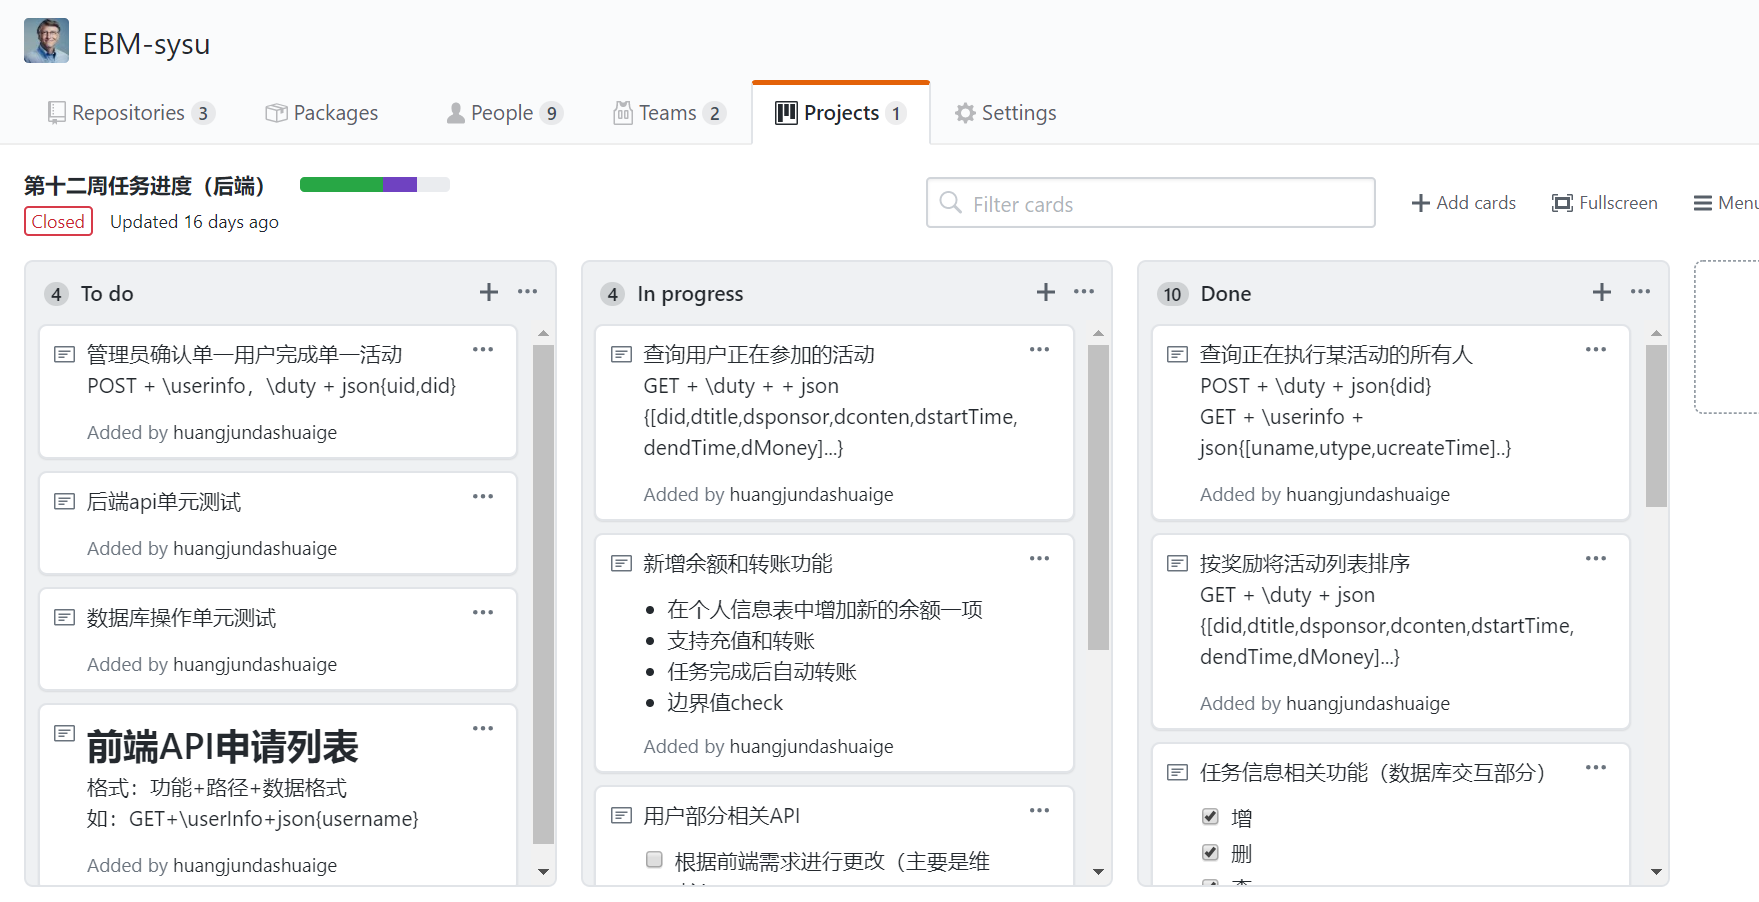 EBM-sysu
Repositories 3
Packages
People 9
Teams 2
Projects 1
Settings
第十二周任务进度（后端）
Closed Updated 16 days ago
Filter cards
Add cards
Fullscreen
Menu
4 To do
管理员确认单一用户完成单一活动
POST + \userinfo，\duty + json{uid,did}
Added by huangjundashuaige
后端api单元测试
Added by huangjundashuaige
数据库操作单元测试
Added by huangjundashuaige
前端API申请列表
格式：功能+路径+数据格式
如：GET+\userInfo+json{username}
Added by huangjundashuaige
4 In progress
查询用户正在参加的活动
GET + \duty + + json
{[did,dtitle,dsponsor,dconten,dstartTime,
dendTime,dMoney]...}
Added by huangjundashuaige
新增余额和转账功能
在个人信息表中增加新的余额一项
支持充值和转账
任务完成后自动转账
边界值check
Added by huangjundashuaige
用户部分相关API
根据前端需求进行更改（主要是维
10 Done
查询正在执行某活动的所有人
POST + \duty + json{did}
GET + \userinfo +
json{[uname,utype,ucreateTime]..}
Added by huangjundashuaige
按奖励将活动列表排序
GET + \duty + json
{[did,dtitle,dsponsor,dconten,dstartTime,
dendTime,dMoney]...}
Added by huangjundashuaige
任务信息相关功能（数据库交互部分）
增
删